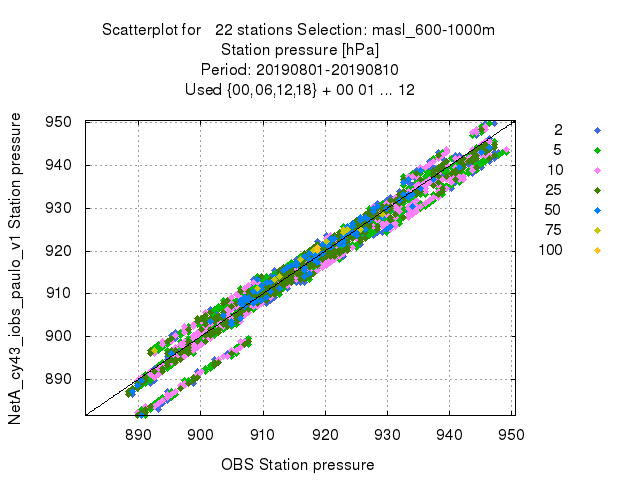 Scatterplot for 22 stations Selection: masl_600-1000m
Station pressure [hPa]
Period: 20190801-20190810
Used {00,06,12,18} + 00 01 ... 12
NetA_cy43_iobs_paulo_v1 Station pressure
950
940
930
920
910
900
890
890 900 910 920 930 940 950
OBS Station pressure
2
5
10
25
50
75
100